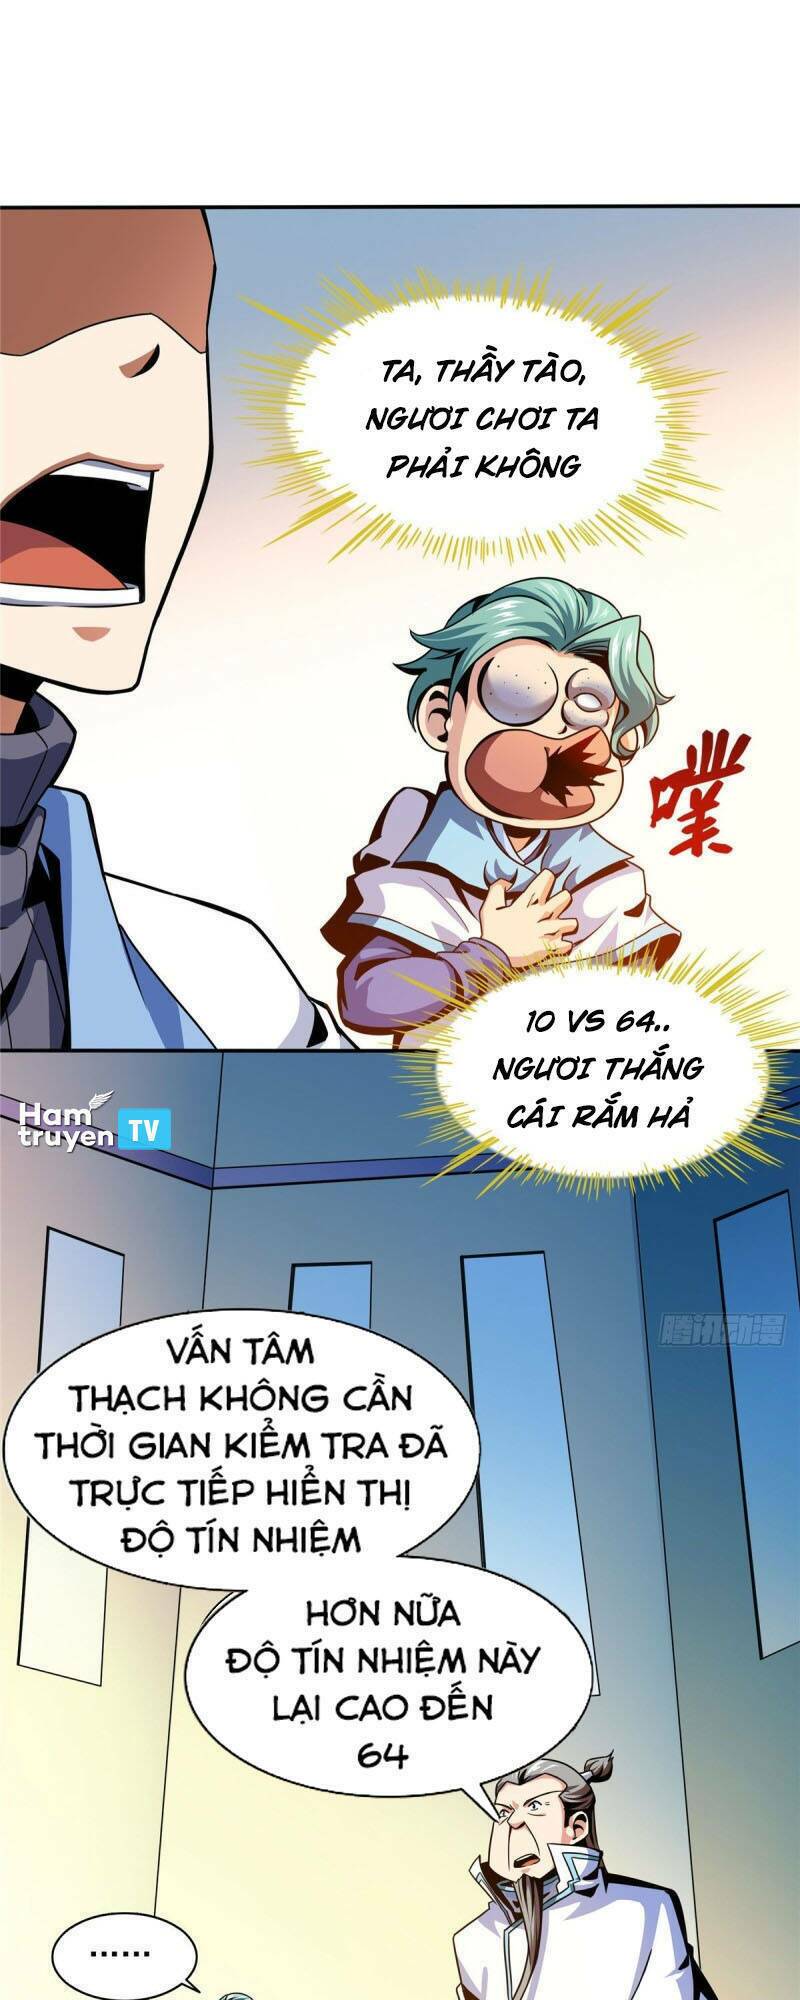 TA, THẦY TÀO,
NGƯƠI CHƠI TA
PHẢI KHÔNG
噗
10 VS 64..
NGƯƠI THẮNG
CÁI RẮM HẢ
Ham
truyen TV
腾讯动漫
VẤN TÂM
THẠCH KHÔNG CẦN
THỜI GIAN KIỂM TRA ĐÃ
TRỰC TIẾP HIỂN THỊ
ĐỘ TÍN NHIỆM
HƠN NỮA
ĐỘ TÍN NHIỆM NÀY
LẠI CAO ĐẾN
64
......